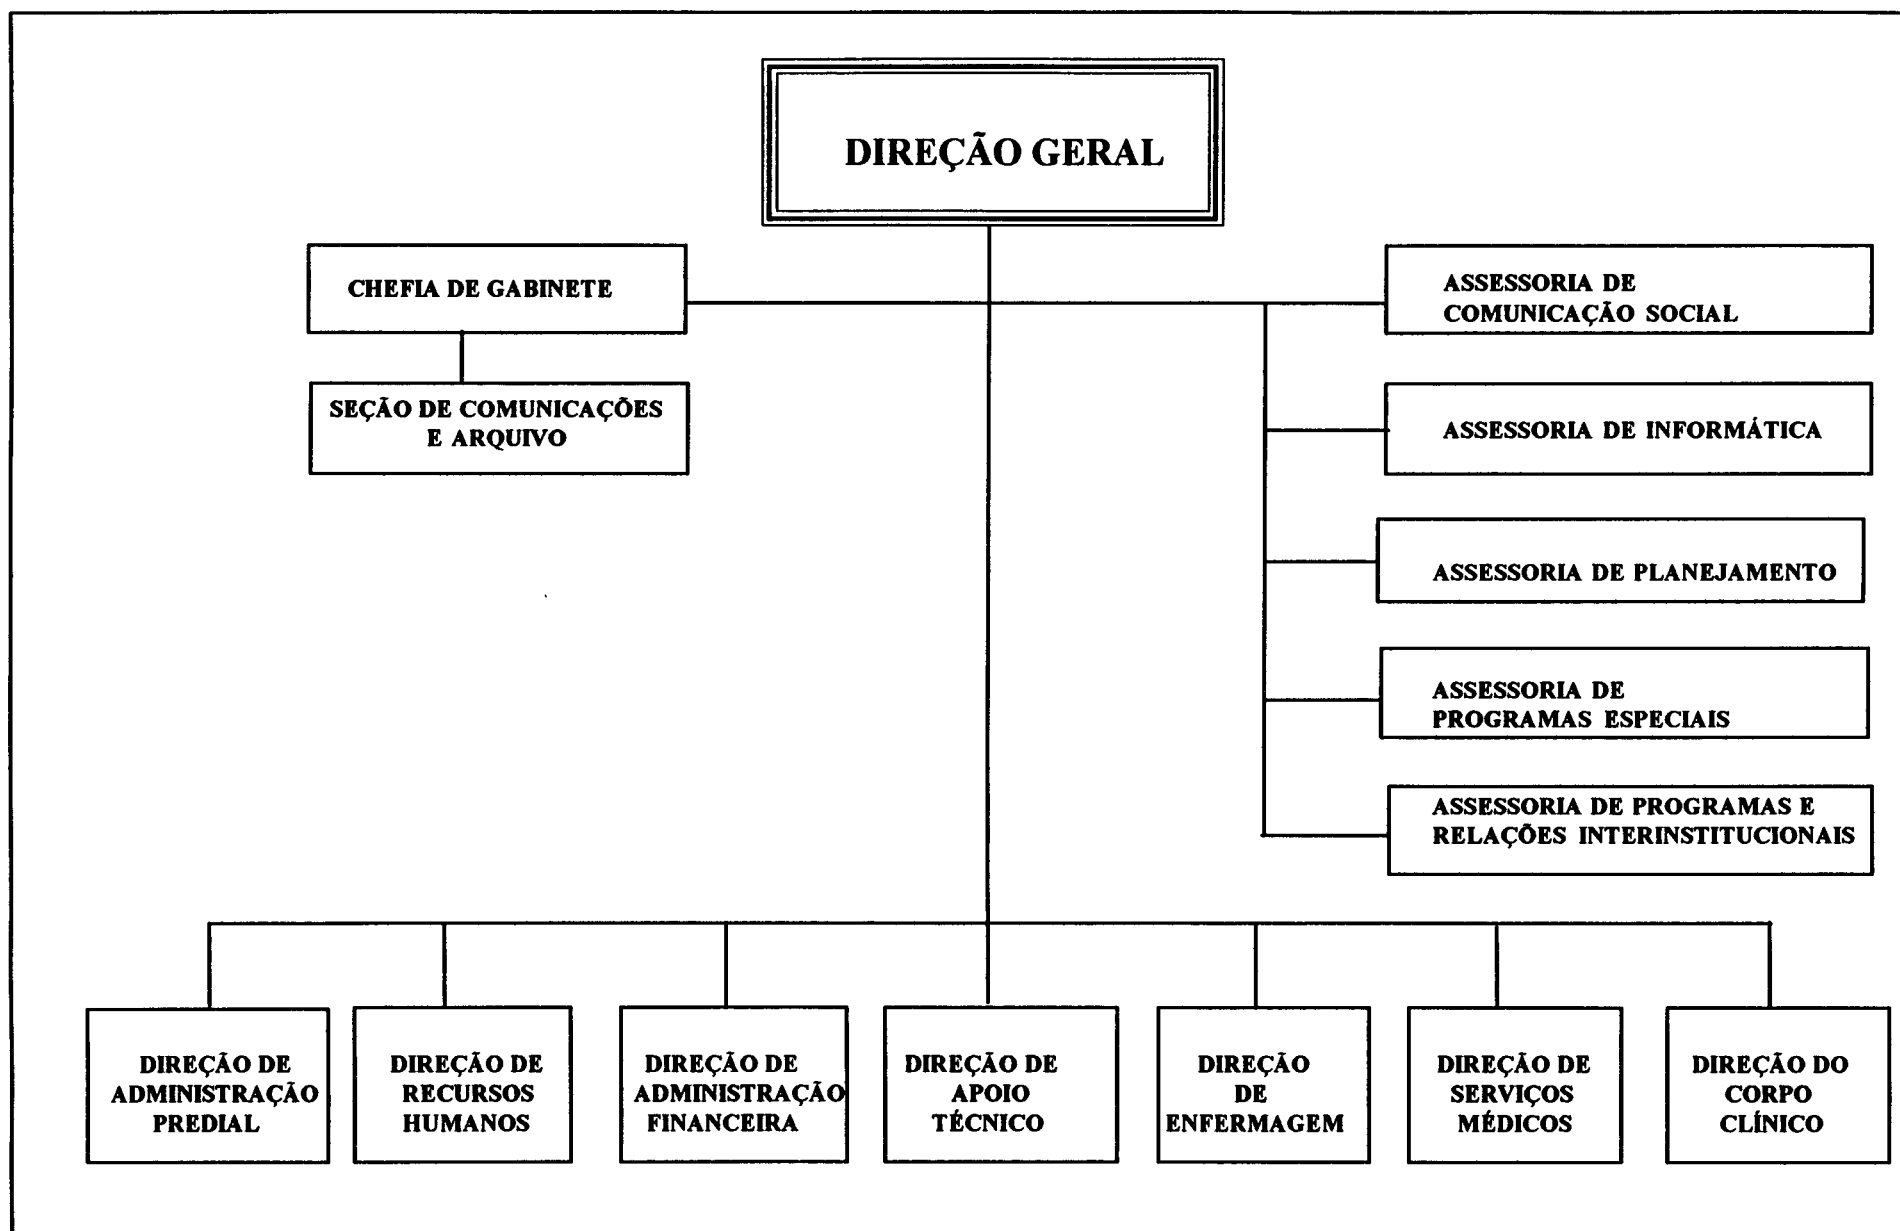 DIREÇÃO GERAL
CHEFIA DE GABINETE
SEÇÃO DE COMUNICAÇÕES
E ARQUIVO
ASSESSORIA DE
COMUNICAÇÃO SOCIAL
ASSESSORIA DE INFORMÁTICA
ASSESSORIA DE PLANEJAMENTO
ASSESSORIA DE
PROGRAMAS ESPECIAIS
ASSESSORIA DE PROGRAMAS E
RELAÇÕES INTERINSTITUCIONAIS
DIREÇÃO DE
ADMINISTRAÇÃO
PREDIAL
DIREÇÃO DE
RECURSOS
HUMANOS
DIREÇÃO DE
ADMINISTRAÇÃO
FINANCEIRA
DIREÇÃO DE
APOIO
TÉCNICO
DIREÇÃO
DE
ENFERMAGEM
DIREÇÃO DE
SERVIÇOS
MÉDICOS
DIREÇÃO DO
CORPO
CLÍNICO